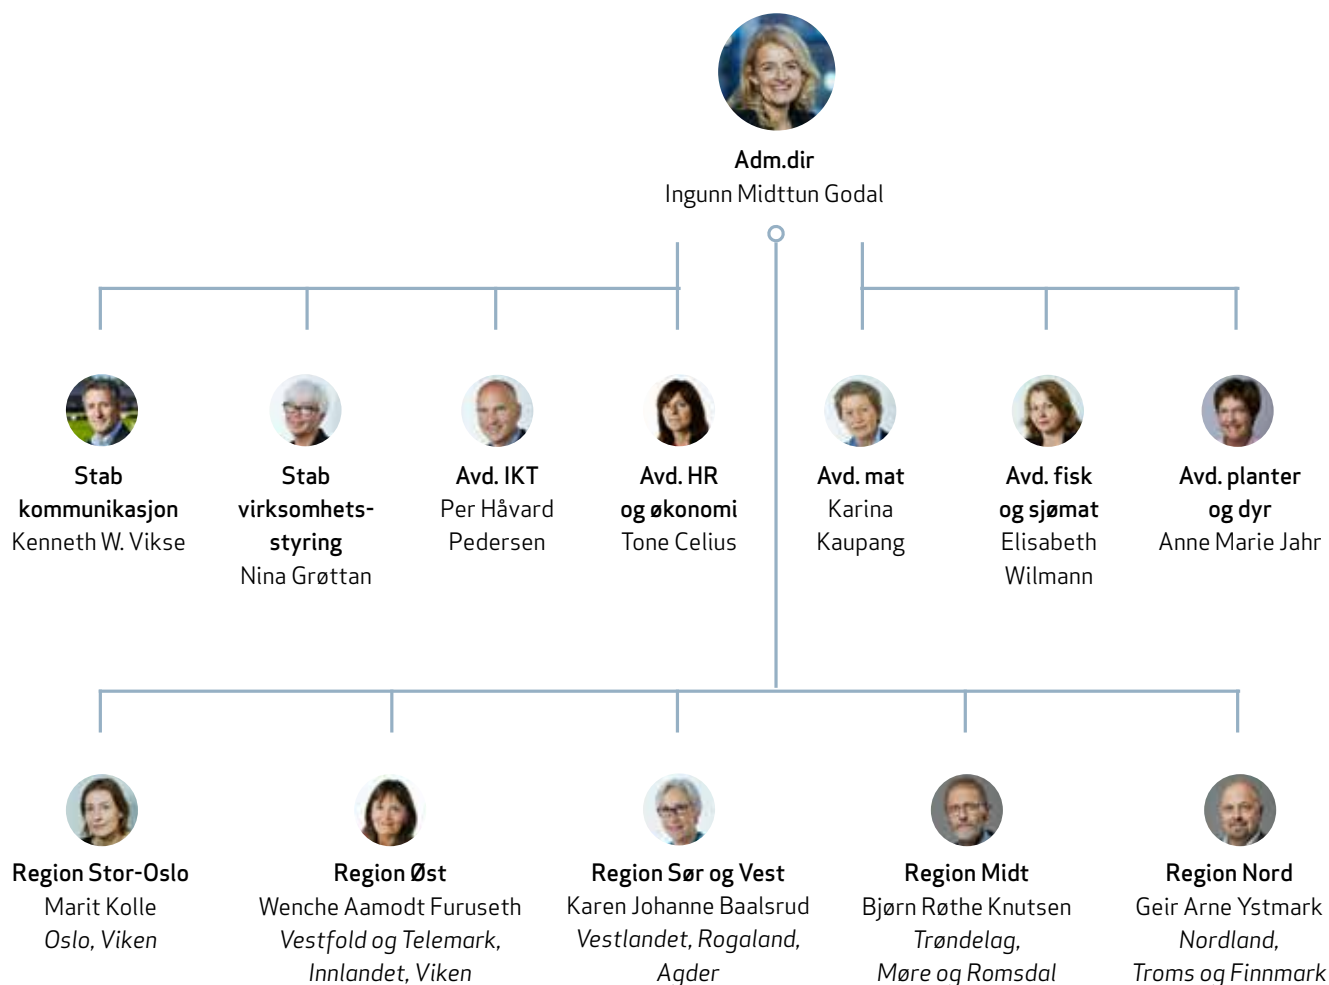 Adm.dir
Ingunn Midttun Godal
Stab
kommunikasjon
Kenneth W. Vikse
Stab
virksomhets-
styring
Nina Grøttan
Avd. IKT
Per Håvard
Pedersen
Avd. HR
og økonomi
Tone Celius
Avd. mat
Karina
Kaupang
Avd. fisk
og sjømat
Elisabeth
Wilmann
Avd. planter
og dyr
Anne Marie Jahr
Region Stor-Oslo
Marit Kolle
Oslo, Viken
Region Øst
Wenche Aamodt Furuseth
Vestfold og Telemark,
Innlandet, Viken
Region Sør og Vest
Karen Johanne Baalsrud
Vestlandet, Rogaland,
Agder
Region Midt
Bjørn Røthe Knutsen
Trøndelag,
Møre og Romsdal
Region Nord
Geir Arne Ystmark
Nordland,
Troms og Finnmark